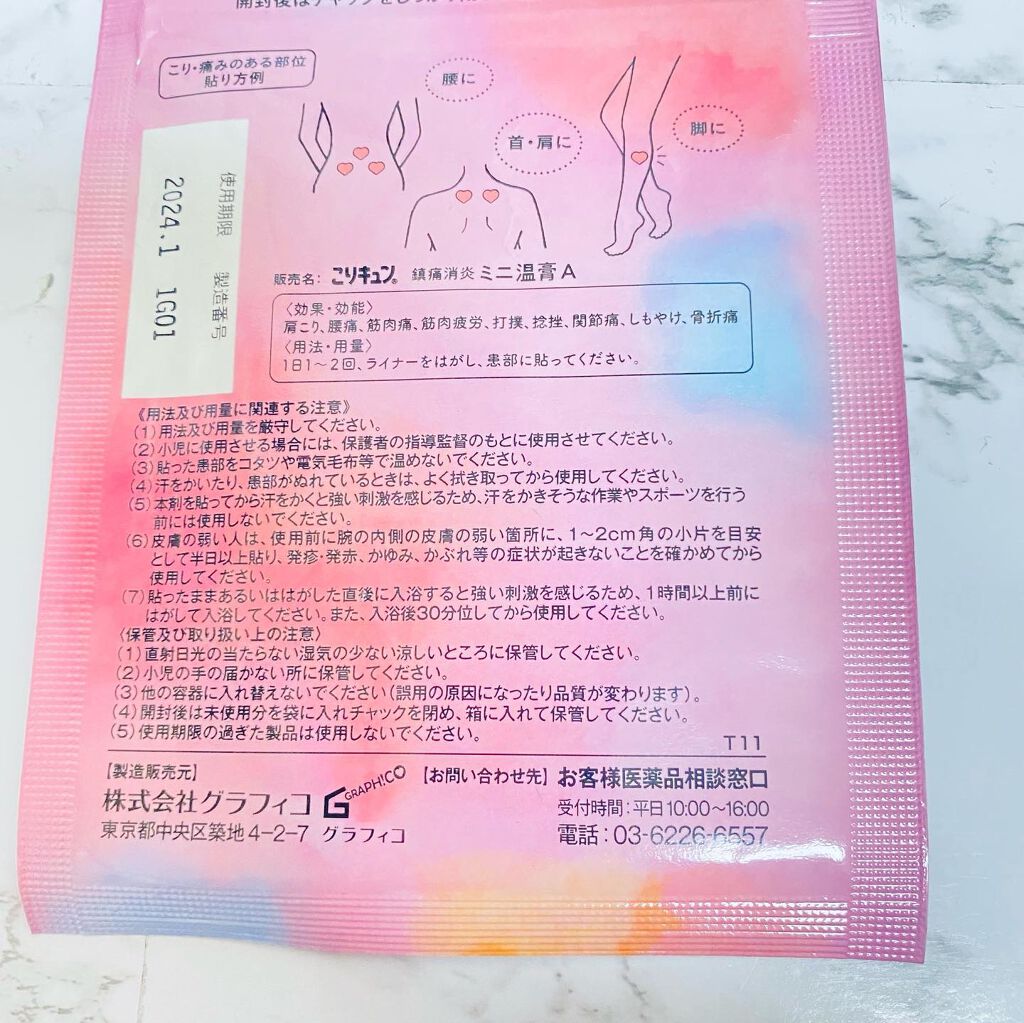 開封後はチャックをしっかり
こり・痛みのある部位
貼り方例
腰に
首・肩に
脚に
使用期限 製造番号
2024.1 1G01
販売名: こりキュン® 鎮痛消炎 ミニ温膏A
〈効果・効能〉
肩こり、腰痛、筋肉痛、筋肉疲労、打撲、捻挫、関節痛、しもやけ、骨折痛
〈用法・用量〉
1日1〜2回、ライナーをはがし、患部に貼ってください。
《用法及び用量に関連する注意》
(1)用法及び用量を厳守してください。
(2)小児に使用させる場合には、保護者の指導監督のもとに使用させてください。
(3)貼った患部をコタツや電気毛布等で温めないでください。
(4)汗をかいたり、患部がぬれているときは、よく拭き取ってから使用してください。
(5)本剤を貼ってから汗をかくと強い刺激を感じるため、汗をかきそうな作業やスポーツを行う
前には使用しないでください。
(6)皮膚の弱い人は、使用前に腕の内側の皮膚の弱い箇所に、1〜2cm角の小片を目安
として半日以上貼り、発疹・発赤、かゆみ、かぶれ等の症状が起きないことを確かめてから
使用してください。
(7)貼ったままあるいははがした直後に入浴すると強い刺激を感じるため、1時間以上前に
はがして入浴してください。また、入浴後30分位してから使用してください。
〈保管及び取り扱い上の注意〉
(1)直射日光の当たらない湿気の少ない涼しいところに保管してください。
(2)小児の手の届かない所に保管してください。
(3)他の容器に入れ替えないでください(誤用の原因になったり品質が変わります)。
(4)開封後は未使用分を袋に入れチャックを閉め、箱に入れて保管してください。
(5)使用期限の過ぎた製品は使用しないでください。
T11
【製造販売元】
株式会社グラフィコ GRAPH!CO
東京都中央区築地4-2-7 グラフィコ
【お問い合わせ先】お客様医薬品相談窓口
受付時間:平日10:00〜16:00
電話:03-6226-6557